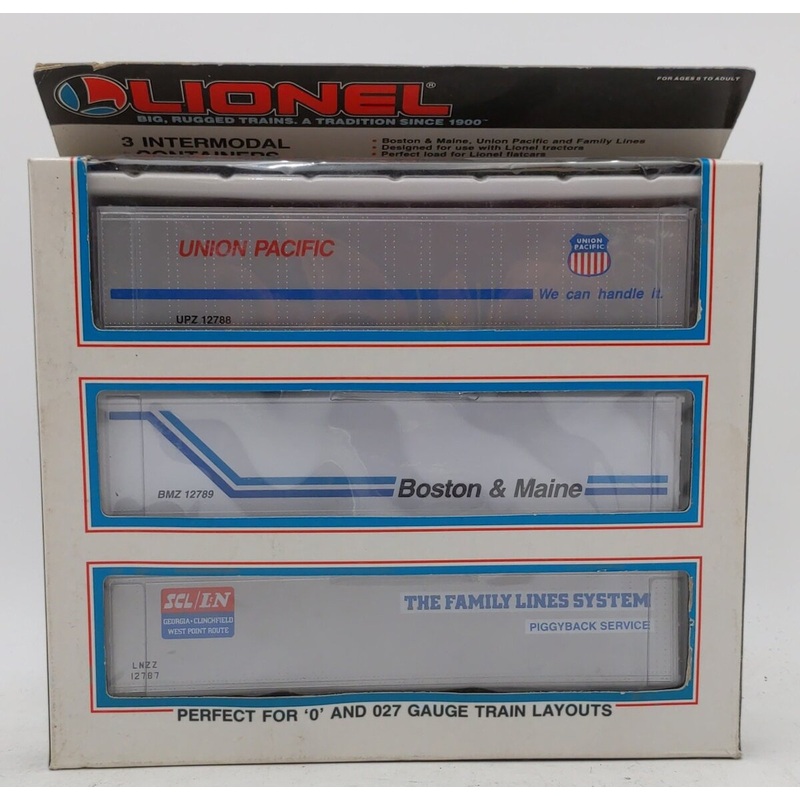 LIONEL®
FOR AGES 8 TO ADULT
BIG, RUGGED TRAINS. A TRADITION SINCE 1900™
3 INTERMODAL
CONTAINERS
• Boston & Maine, Union Pacific and Family Lines
• Designed for use with Lionel tractors
• Perfect load for Lionel flatcars
UNION PACIFIC
UNION
PACIFIC
We can handle it.
UPZ 12788
BMZ 12789
Boston & Maine
SCL/L·N
GEORGIA · CLINCHFIELD
WEST POINT ROUTE
THE FAMILY LINES SYSTEM
PIGGYBACK SERVICE
LNZZ
12787
PERFECT FOR 'O' AND 027 GAUGE TRAIN LAYOUTS